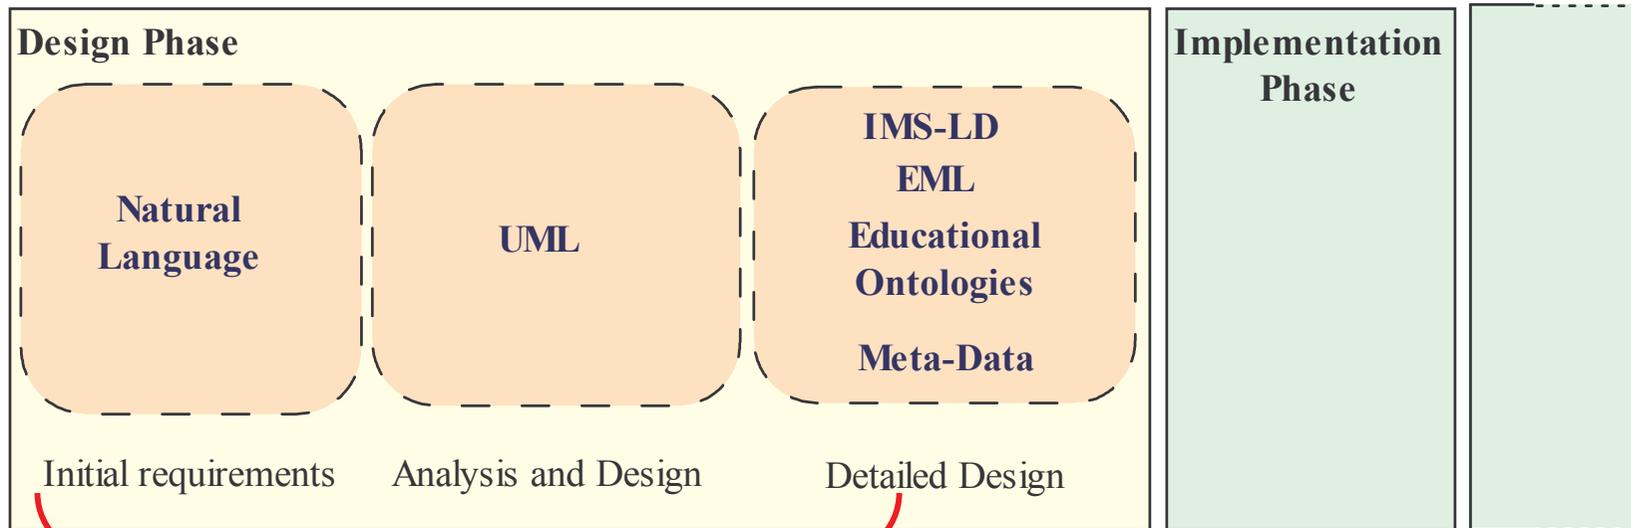 Design Phase
Implementation
Phase
Natural
Language
UML
IMS-LD
EML
Educational
Ontologies
Meta-Data
Initial requirements
Analysis and Design
Detailed Design